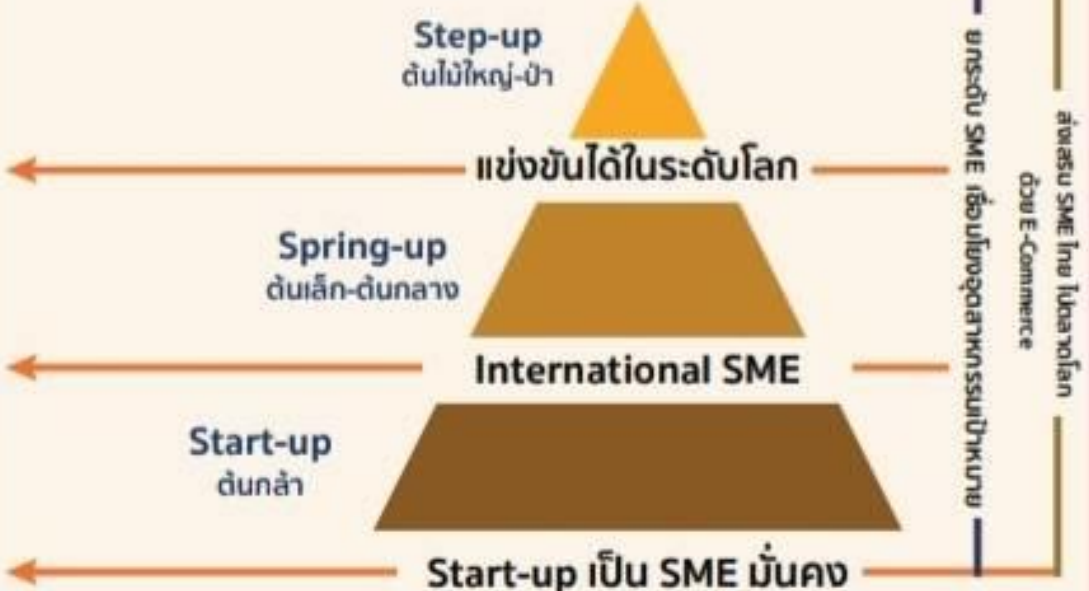 Step-up
ต้นไม้ใหญ่-ป่า
แข่งขันได้ในระดับโลก
Spring-up
ต้นเล็ก-ต้นกลาง
International SME
Start-up
ต้นกล้า
Start-up เป็น SME มั่นคง
ยกระดับ SME เชื่อมโยงอุตสาหกรรมเป้าหมาย
ส่งเสริม SME ไทย ไปตลาดโลก
ด้วย E-Commerce